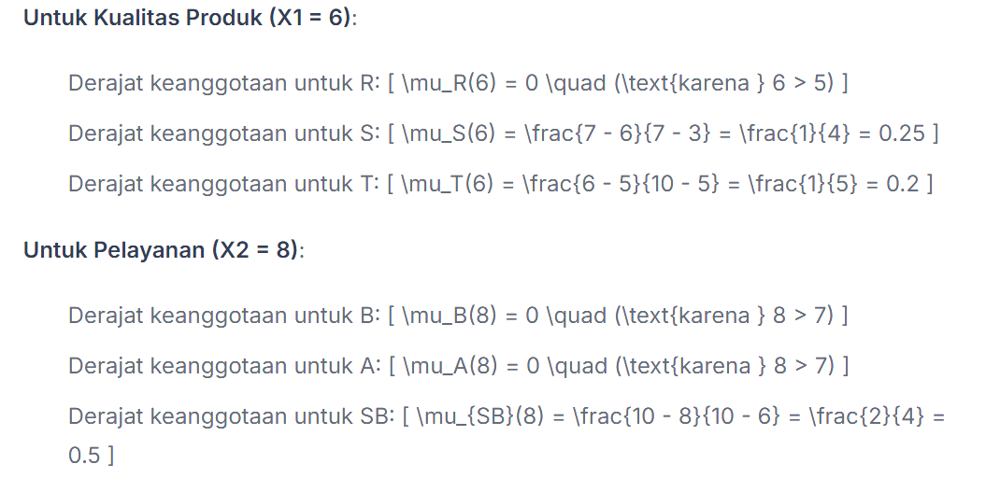 Untuk Kualitas Produk (X1 = 6):
Derajat keanggotaan untuk R: [ \mu_R(6) = 0 \quad (\text{karena } 6 > 5) ]
Derajat keanggotaan untuk S: [ \mu_S(6) = \frac{7 - 6}{7 - 3} = \frac{1}{4} = 0.25 ]
Derajat keanggotaan untuk T: [ \mu_T(6) = \frac{6 - 5}{10 - 5} = \frac{1}{5} = 0.2 ]
Untuk Pelayanan (X2 = 8):
Derajat keanggotaan untuk B: [ \mu_B(8) = 0 \quad (\text{karena } 8 > 7) ]
Derajat keanggotaan untuk A: [ \mu_A(8) = 0 \quad (\text{karena } 8 > 7) ]
Derajat keanggotaan untuk SB: [ \mu_{SB}(8) = \frac{10 - 8}{10 - 6} = \frac{2}{4} =
0.5 ]